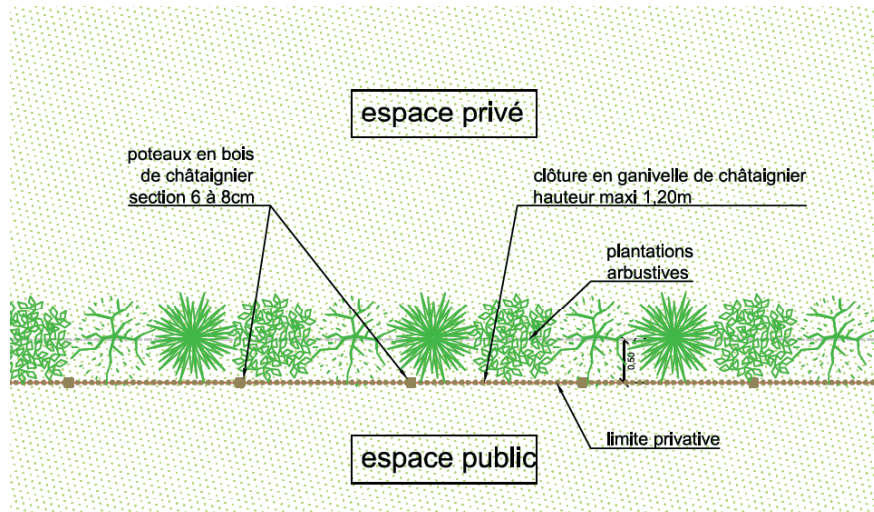 espace privé
poteaux en bois
de châtaignier
section 6 à 8cm
clôture en ganivelle de châtaignier
hauteur maxi 1,20m
plantations
arbustives
0,50
limite privative
espace public